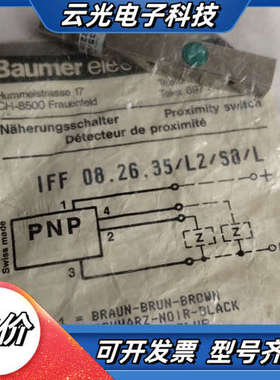 云光电子科技
Baumer elec
Hummelstrasse 17
CH-8500 Frauenfeld
Näherungsschalter
Proximity switch
Détecteur de proximité
IFF 08.26.35/L2/S8/L
PNP
1
4
2
3
+
Z
Z
Swiss made
1 = BRAUN-BRUN-BROWN
SCHWARZ-NOIR-BLACK
价
可开发票 型号齐